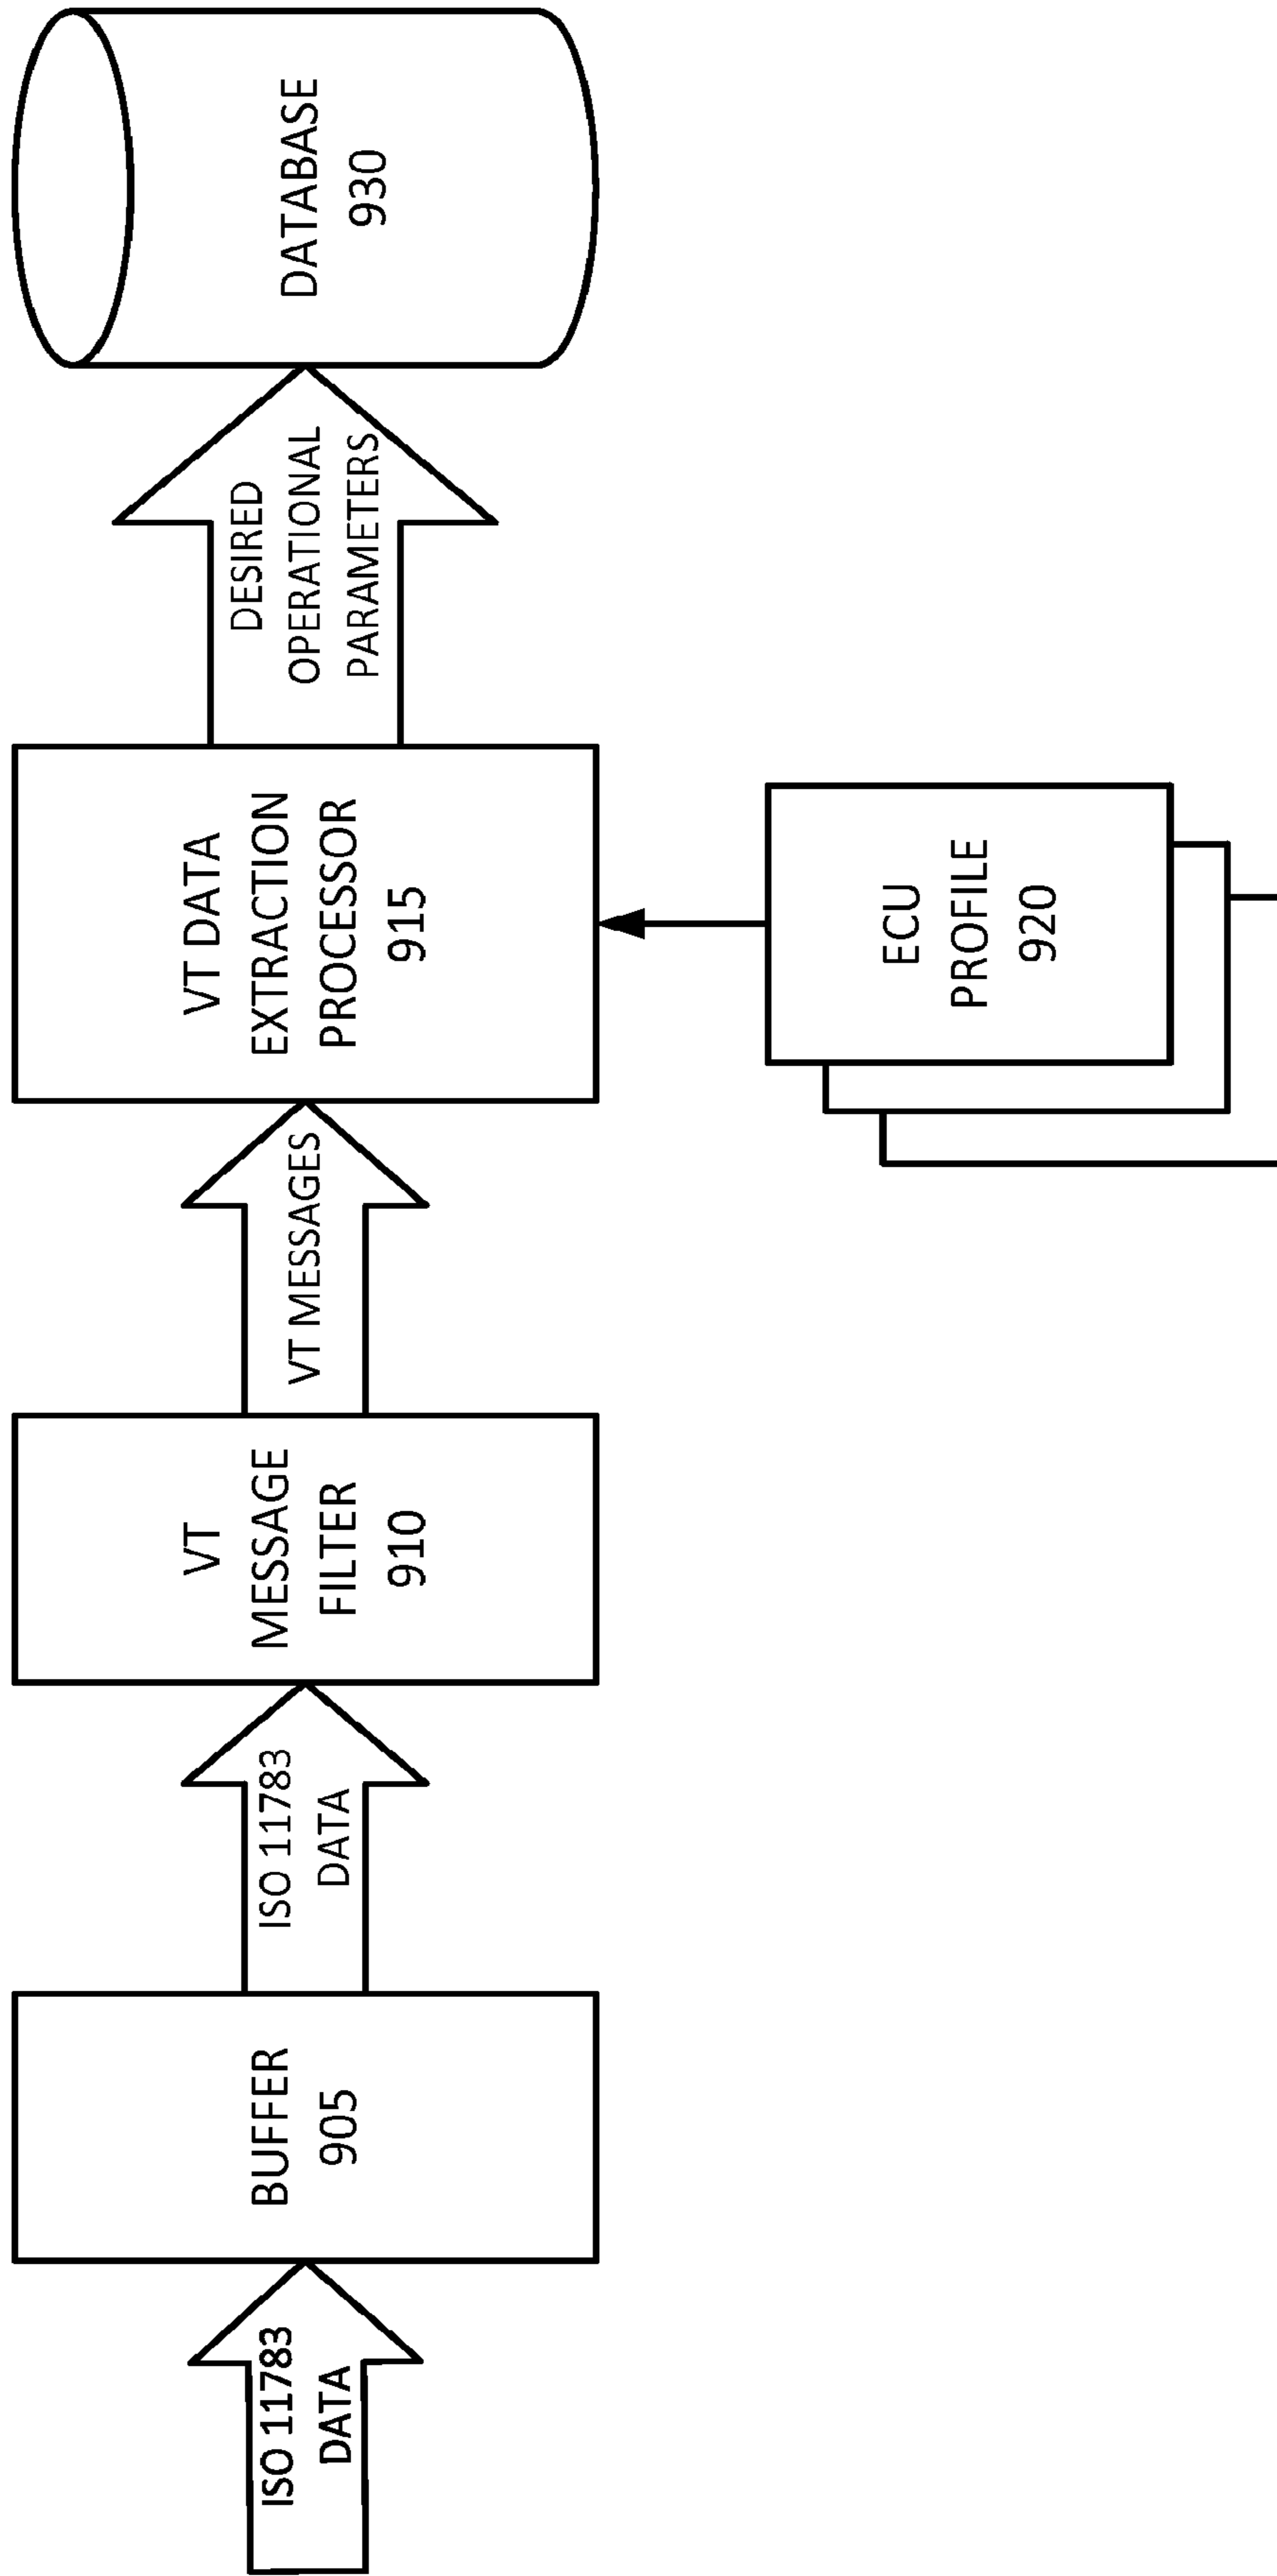 ISO 11783
DATA
BUFFER
905
ISO 11783
DATA
VT
MESSAGE
FILTER
910
VT MESSAGES
VT DATA
EXTRACTION
PROCESSOR
915
DESIRED
OPERATIONAL
PARAMETERS
DATABASE
930
ECU
PROFILE
920